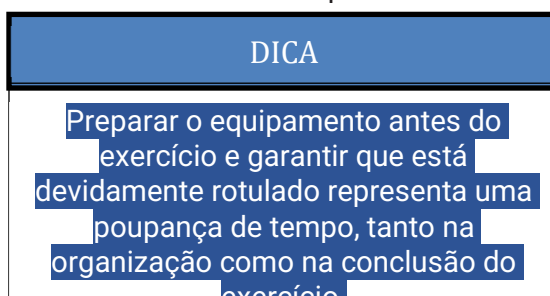 DICA
Preparar o equipamento antes do
exercício e garantir que está
devidamente rotulado representa uma
poupança de tempo, tanto na
organização como na conclusão do
exercício.